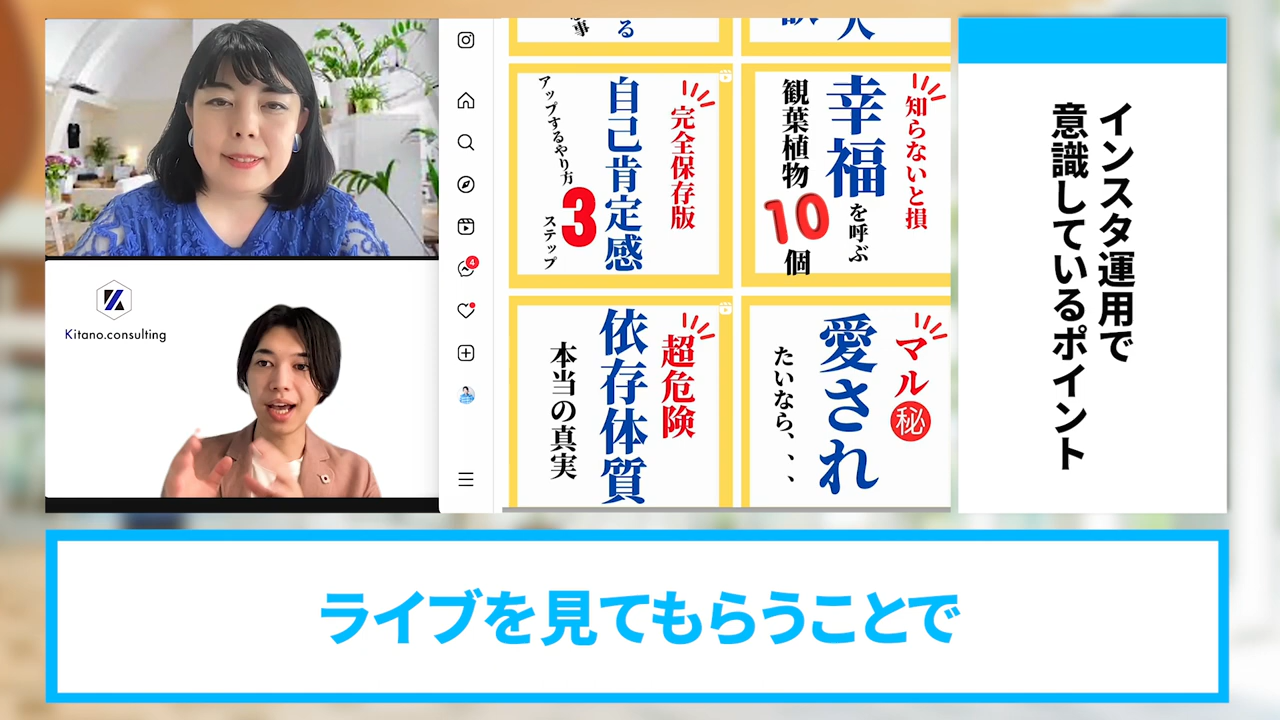 Kitano.consulting
事
る
人
完全保存版
自己肯定感
アップするやり方
3
ステップ
知らないと損
幸福
を呼ぶ
観葉植物
10
個
超危険
依存体質
本当の真実
マル
㊙
愛され
たいなら、、、
4
インスタ運用で
意識しているポイント
ライブを見てもらうことで